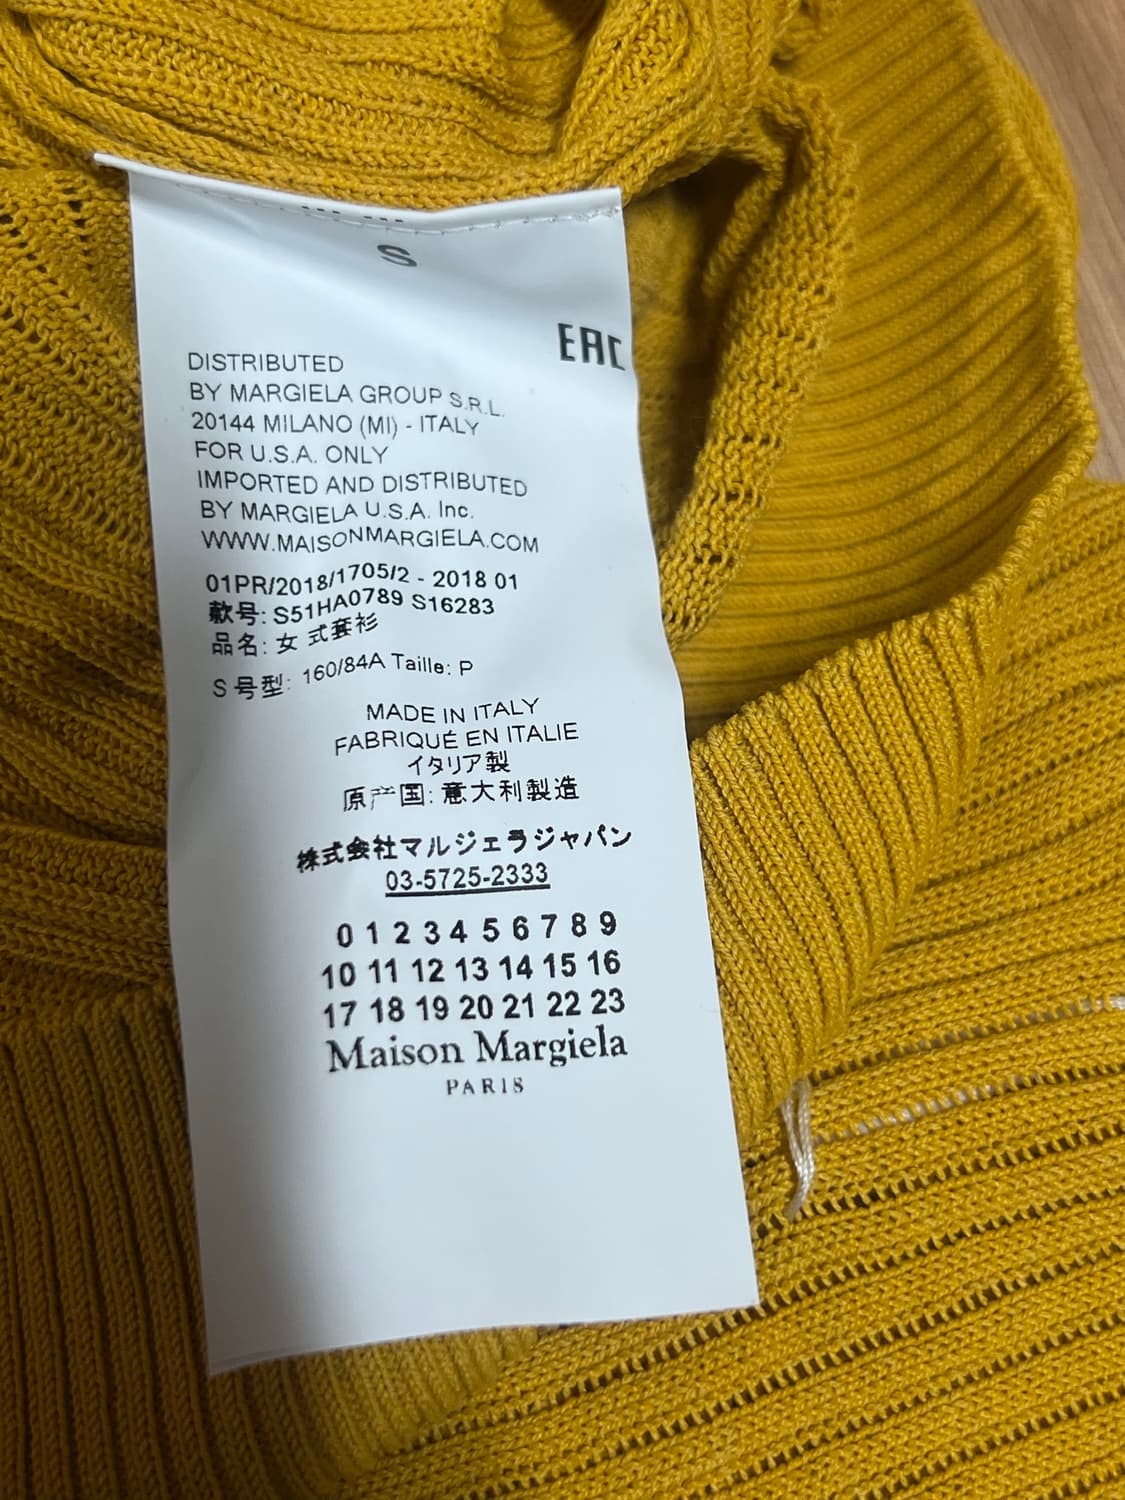 S
EAC
DISTRIBUTED
BY MARGIELA GROUP S.R.L.
20144 MILANO (MI) - ITALY
FOR U.S.A. ONLY
IMPORTED AND DISTRIBUTED
BY MARGIELA U.S.A. Inc.
WWW.MAISONMARGIELA.COM
01PR/2018/1705/2 - 2018 01
款号: S51HA0789 S16283
品名: 女 式套衫
S 号型: 160/84A Taille: P
MADE IN ITALY
FABRIQUÉ EN ITALIE
イタリア製
原产国: 意大利製造
株式会社マルジェラジャパン
03-5725-2333
0 1 2 3 4 5 6 7 8 9
10 11 12 13 14 15 16
17 18 19 20 21 22 23
Maison Margiela
PARIS